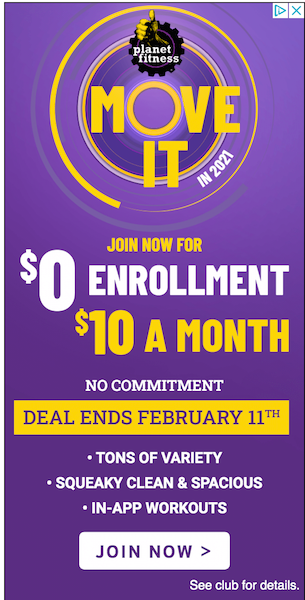 planet
fitness
MOVE
IT
IN 2021
JOIN NOW FOR
$0 ENROLLMENT
$10 A MONTH
NO COMMITMENT
DEAL ENDS FEBRUARY 11TH
• TONS OF VARIETY
• SQUEAKY CLEAN & SPACIOUS
• IN-APP WORKOUTS
JOIN NOW >
See club for details.